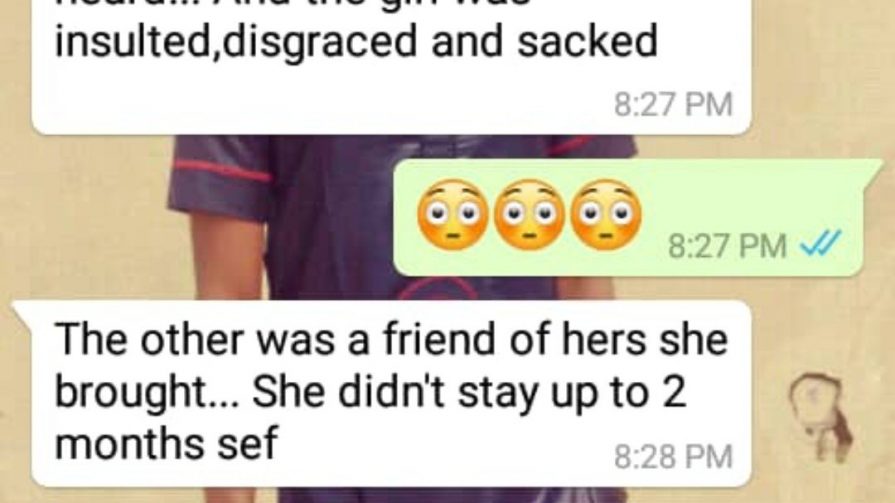 heard... And the girl was
insulted,disgraced and sacked
8:27 PM
😳😳😳
8:27 PM
The other was a friend of hers she
brought... She didn't stay up to 2
months sef
8:28 PM